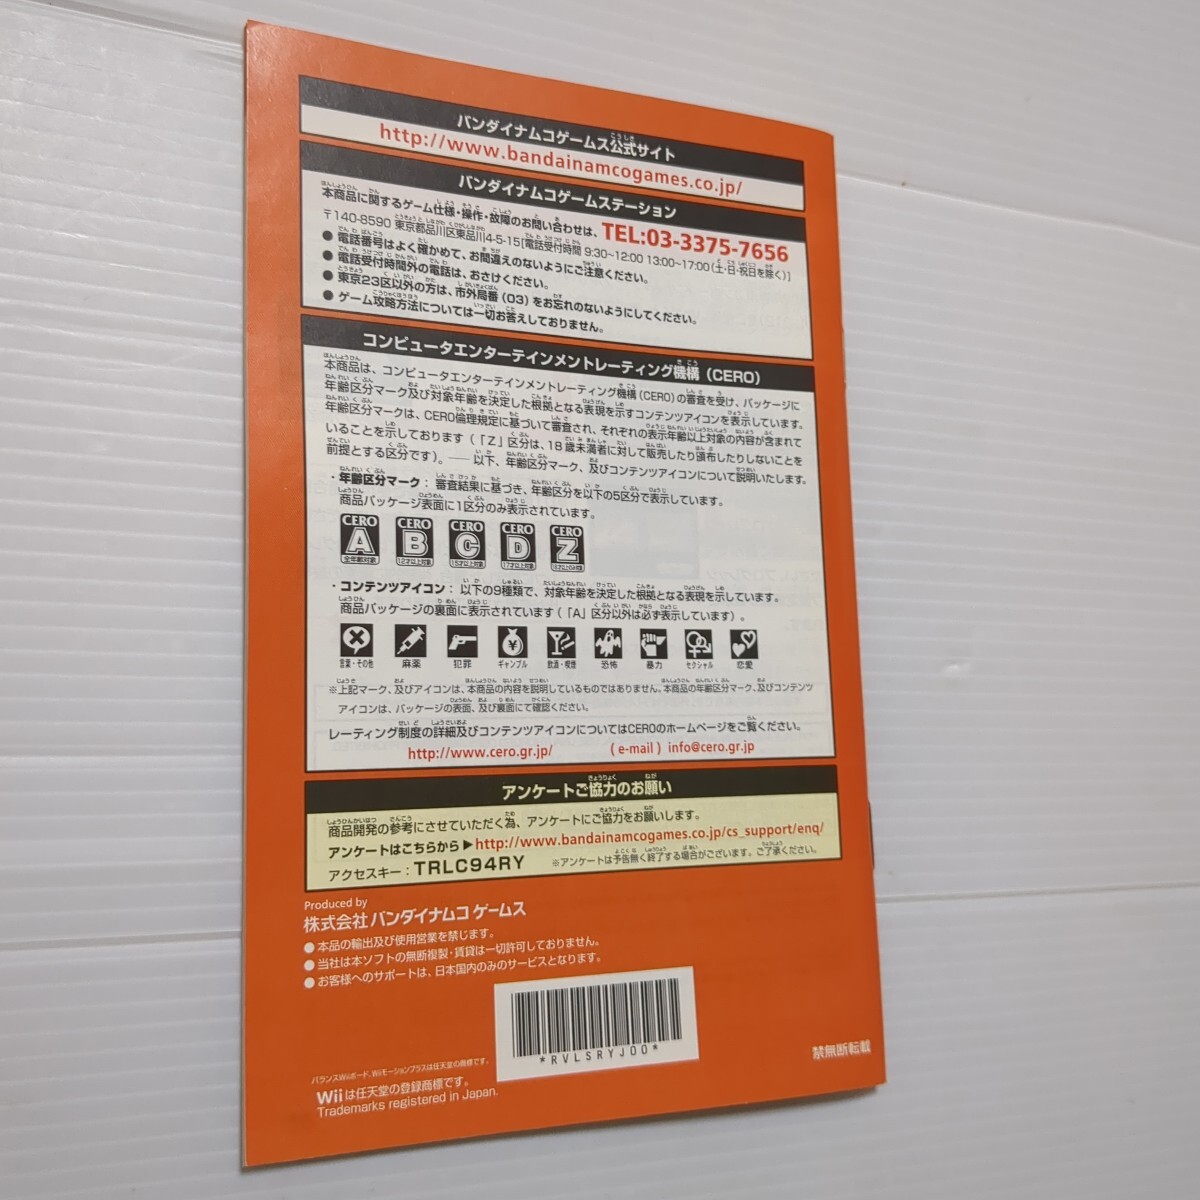 バンダイナムコゲームス公式サイト
http://www.bandainamcogames.co.jp/
バンダイナムコゲームステーション
本商品に関するゲーム仕様・操作・故障のお問い合わせは、TEL:03-3375-7656
〒140-8590 東京都品川区東品川4-5-15[電話受付時間 9:30~12:00 13:00~17:00(土・日・祝日を除く)]
● 電話番号はよく確かめて、お間違えのないようにご注意ください。
● 電話受付時間外の電話は、おさけください。
● 東京23区以外の方は、市外局番(03)をお忘れのないようにしてください。
● ゲーム攻略方法については一切お答えしておりません。
コンピュータエンターテインメントレーティング機構(CERO)
本商品は、コンピュータエンターテインメントレーティング機構(CERO)の審査を受け、パッケージに
年齢区分マーク及び対象年齢を決定した根拠となる表現を示すコンテンツアイコンを表示しています。
年齢区分マークは、CERO倫理規定に基づいて審査され、それぞれの表示年齢以上対象の内容が含まれて
いることを示しております(「Z」区分は、18歳未満者に対して販売したり頒布したりしないことを
前提とする区分です)。── 以下、年齢区分マーク、及びコンテンツアイコンについて説明いたします。
・年齢区分マーク:審査結果に基づき、年齢区分を以下の5区分で表示しています。
商品パッケージ表面に1区分のみ表示されています。
CERO CERO CERO CERO CERO
A B C D Z
全年齢対象 12才以上対象 15才以上対象 17才以上対象 18才以上のみ対象
・コンテンツアイコン:以下の9種類で、対象年齢を決定した根拠となる表現を示しています。
商品パッケージの裏面に表示されています(「A」区分以外は必ず表示しています)。
言葉・その他 麻薬 犯罪 ギャンブル 飲酒・喫煙 恐怖 暴力 セクシャル 恋愛
※上記マーク、及びアイコンは、本商品の内容を説明しているものではありません。本商品の年齢区分マーク、及びコンテンツ
アイコンは、パッケージの表面、及び裏面にて確認ください。
レーティング制度の詳細及びコンテンツアイコンについてはCEROのホームページをご覧ください。
http://www.cero.gr.jp/ (e-mail) info@cero.gr.jp
アンケートご協力のお願い
商品開発の参考にさせていただく為、アンケートにご協力をお願いします。
アンケートはこちらから▶http://www.bandainamcogames.co.jp/cs_support/enq/
アクセスキー:TRLC94RY ※アンケートは予告無く終了する場合がございます。ご了承ください。
Produced by
株式会社 バンダイナムコ ゲームス
● 本品の輸出及び使用営業を禁じます。
● 当社は本ソフトの無断複製・賃貸は一切許可しておりません。
● お客様へのサポートは、日本国内のみのサービスとなります。
*RVLSRYJ00*
禁無断転載
バランスWiiボード、Wiiモーションプラスは任天堂の商標です。
Wiiは任天堂の登録商標です。
Trademarks registered in Japan.